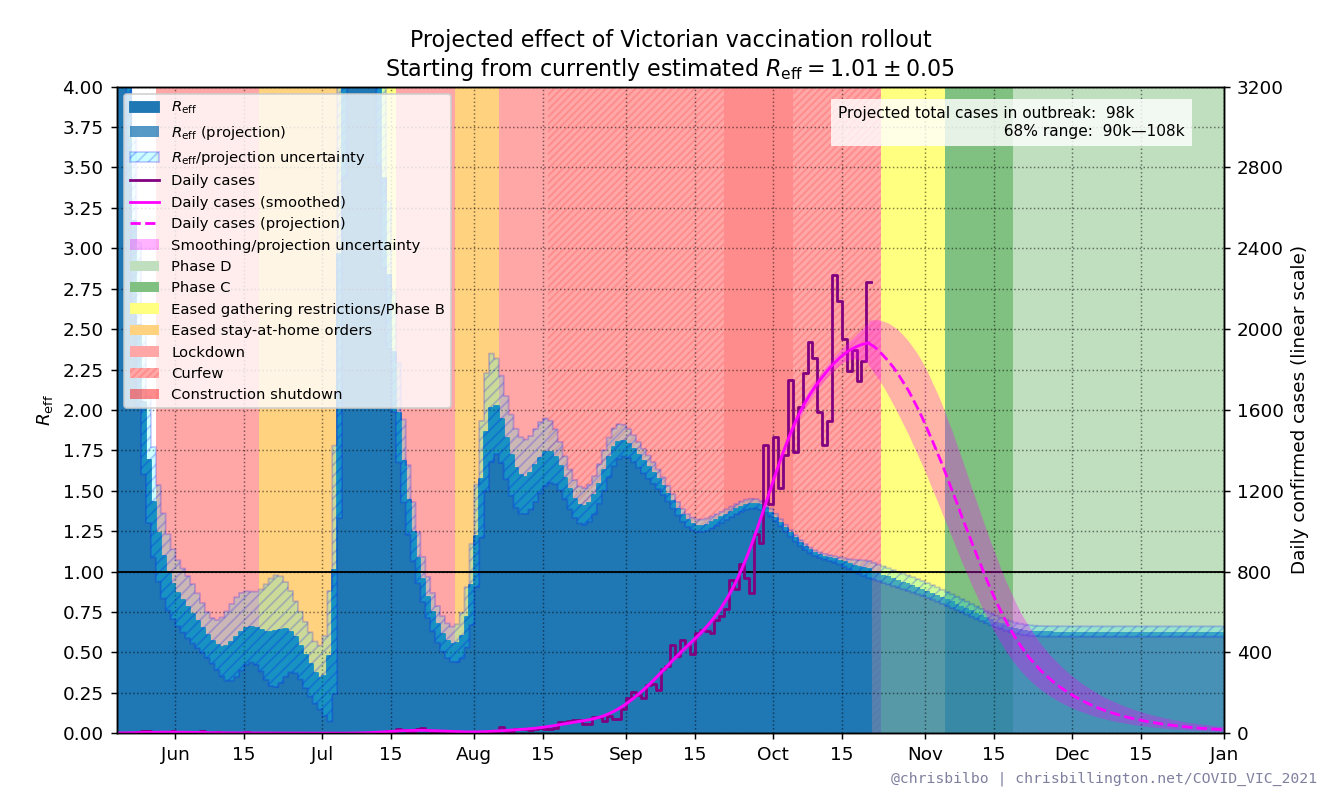 Projected effect of Victorian vaccination rollout
Starting from currently estimated R_eff = 1.01 ± 0.05
4.00
3.75
3.50
3.25
3.00
2.75
2.50
2.25
2.00
1.75
1.50
1.25
1.00
0.75
0.50
0.25
0.00
R_eff
R_eff
R_eff (projection)
R_eff/projection uncertainty
Daily cases
Daily cases (smoothed)
Daily cases (projection)
Smoothing/projection uncertainty
Phase D
Phase C
Eased gathering restrictions/Phase B
Eased stay-at-home orders
Lockdown
Curfew
Construction shutdown
Projected total cases in outbreak: 98k
68% range: 90k—108k
3200
2800
2400
2000
1600
1200
800
400
0
Daily confirmed cases (linear scale)
Jun 15 Jul 15 Aug 15 Sep 15 Oct 15 Nov 15 Dec 15 Jan
@chrisbilbo | chrisbillington.net/COVID_VIC_2021